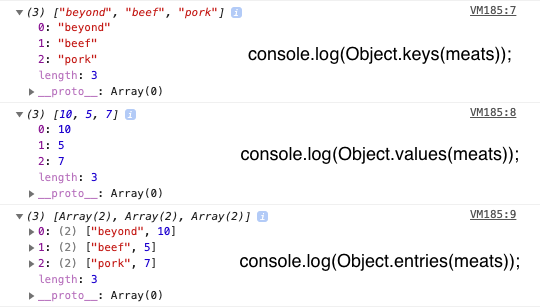 (3) ["beyond", "beef", "pork"] i VM185:7
0: "beyond"
1: "beef"
2: "pork"
length: 3
__proto__: Array(0)
console.log(Object.keys(meats));
(3) [10, 5, 7] i VM185:8
0: 10
1: 5
2: 7
length: 3
__proto__: Array(0)
console.log(Object.values(meats));
(3) [Array(2), Array(2), Array(2)] i VM185:9
0: (2) ["beyond", 10]
1: (2) ["beef", 5]
2: (2) ["pork", 7]
length: 3
__proto__: Array(0)
console.log(Object.entries(meats));